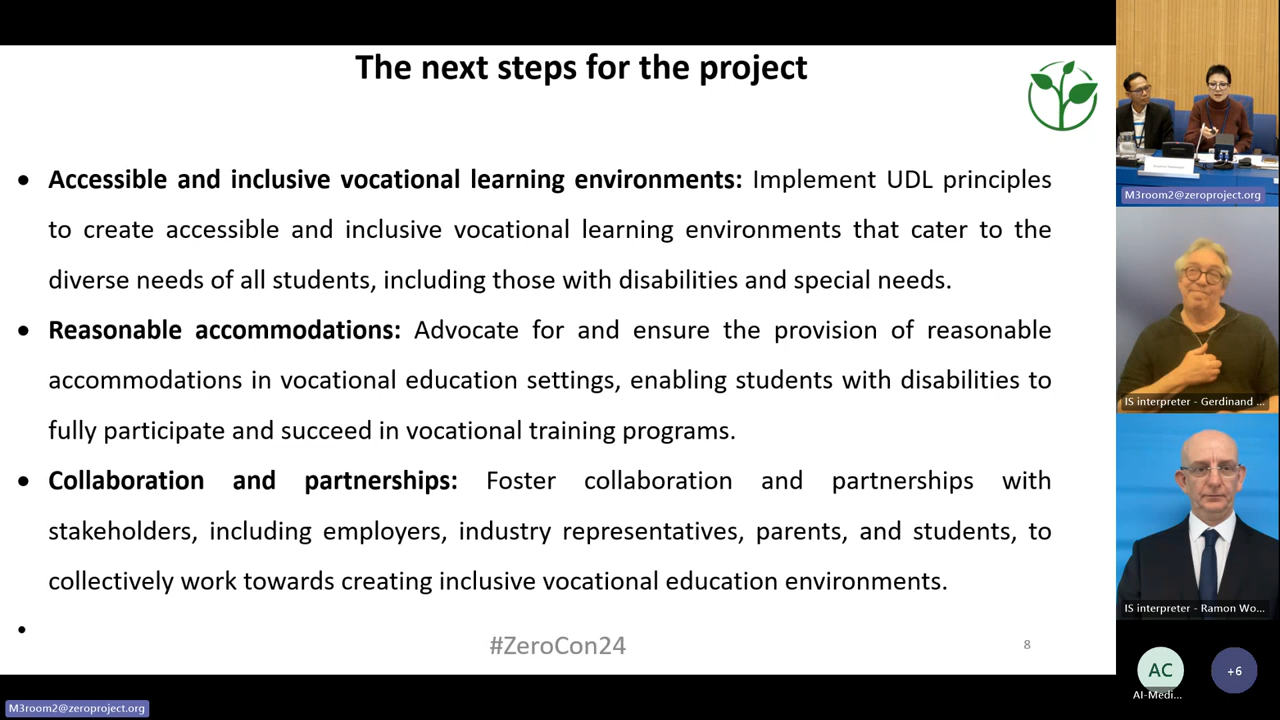 The next steps for the project
• Accessible and inclusive vocational learning environments: Implement UDL principles
to create accessible and inclusive vocational learning environments that cater to the
diverse needs of all students, including those with disabilities and special needs.
• Reasonable accommodations: Advocate for and ensure the provision of reasonable
accommodations in vocational education settings, enabling students with disabilities to
fully participate and succeed in vocational training programs.
• Collaboration and partnerships: Foster collaboration and partnerships with
stakeholders, including employers, industry representatives, parents, and students, to
collectively work towards creating inclusive vocational education environments.
•
#ZeroCon24
8
M3room2@zeroproject.org
IS interpreter - Gerdinand ...
IS interpreter - Ramon Wo...
AC
AI-Medi...
+6
M3room2@zeroproject.org